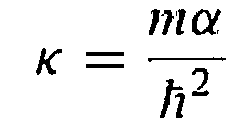 κ = mα / ħ²